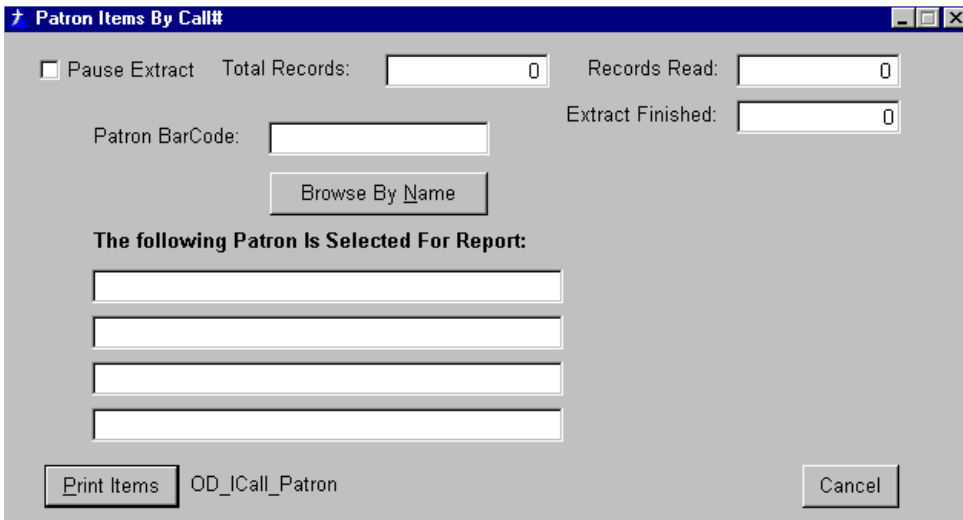 Patron Items By Call#
Pause Extract Total Records: 0 Records Read: 0
Extract Finished: 0
Patron BarCode:
Browse By Name
The following Patron Is Selected For Report:
Print Items OD_ICall_Patron Cancel